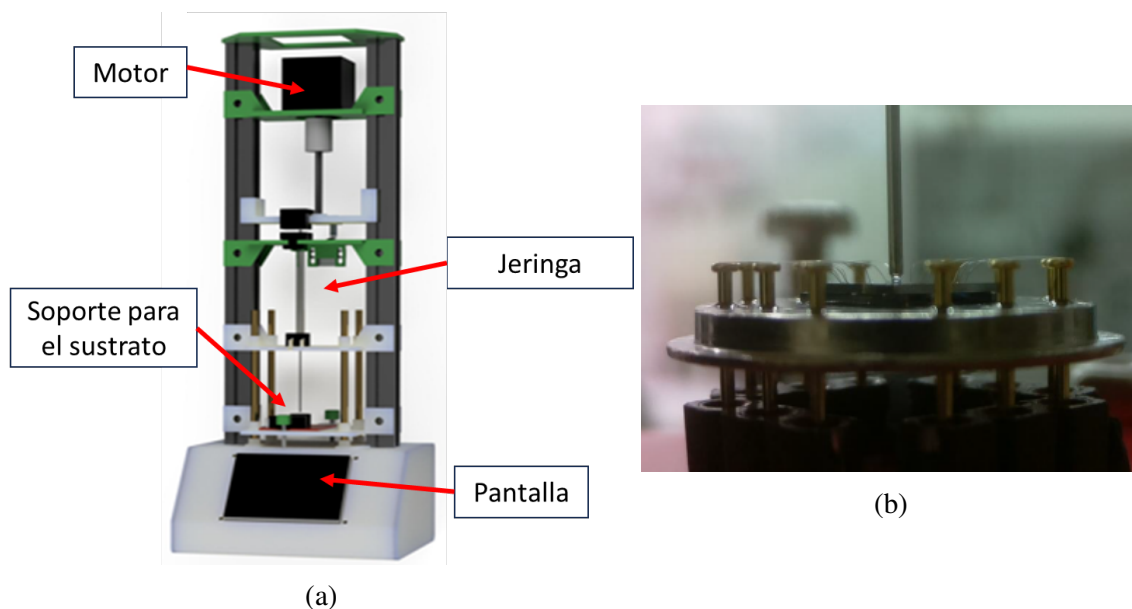 Motor
Jeringa
Soporte para
el sustrato
Pantalla
(a)
(b)